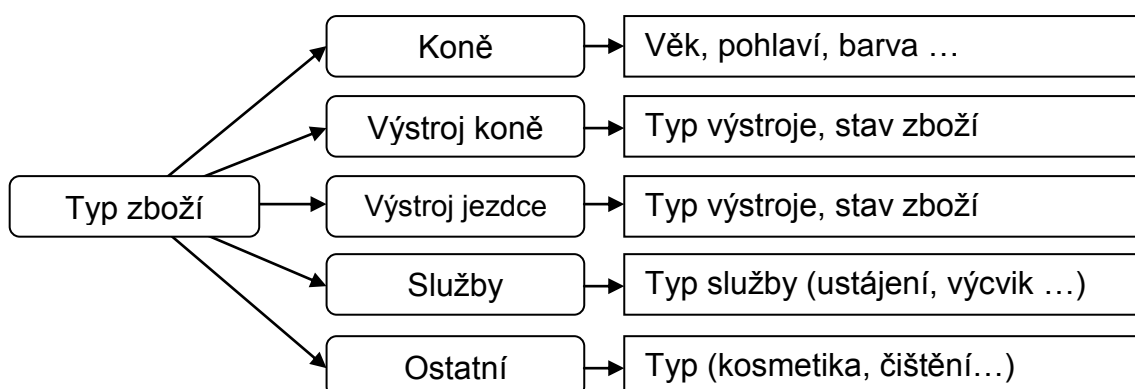 Koně
Věk, pohlaví, barva …
Výstroj koně
Typ výstroje, stav zboží
Typ zboží
Výstroj jezdce
Typ výstroje, stav zboží
Služby
Typ služby (ustájení, výcvik …)
Ostatní
Typ (kosmetika, čištění…)